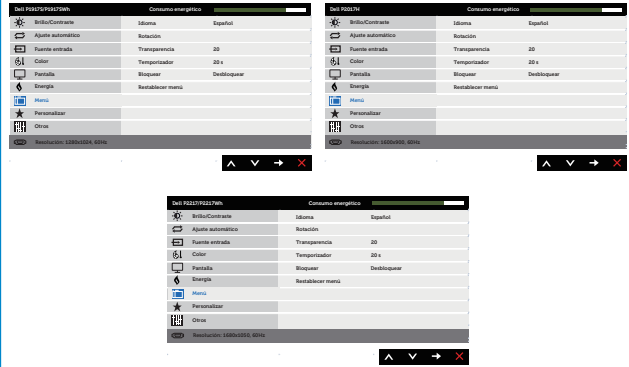 Dell P1917S/P1917SWh Consumo energético
Brillo/Contraste Idioma Español
Ajuste automático Rotación
Fuente entrada Transparencia 20
Color Temporizador 20 s
Pantalla Bloquear Desbloquear
Energía Restablecer menú
Menú
Personalizar
Otros
Resolución: 1280x1024, 60Hz
Dell P2017H Consumo energético
Brillo/Contraste Idioma Español
Ajuste automático Rotación
Fuente entrada Transparencia 20
Color Temporizador 20 s
Pantalla Bloquear Desbloquear
Energía Restablecer menú
Menú
Personalizar
Otros
Resolución: 1600x900, 60Hz
Dell P2217/P2217Wh Consumo energético
Brillo/Contraste Idioma Español
Ajuste automático Rotación
Fuente entrada Transparencia 20
Color Temporizador 20 s
Pantalla Bloquear Desbloquear
Energía Restablecer menú
Menú
Personalizar
Otros
Resolución: 1680x1050, 60Hz